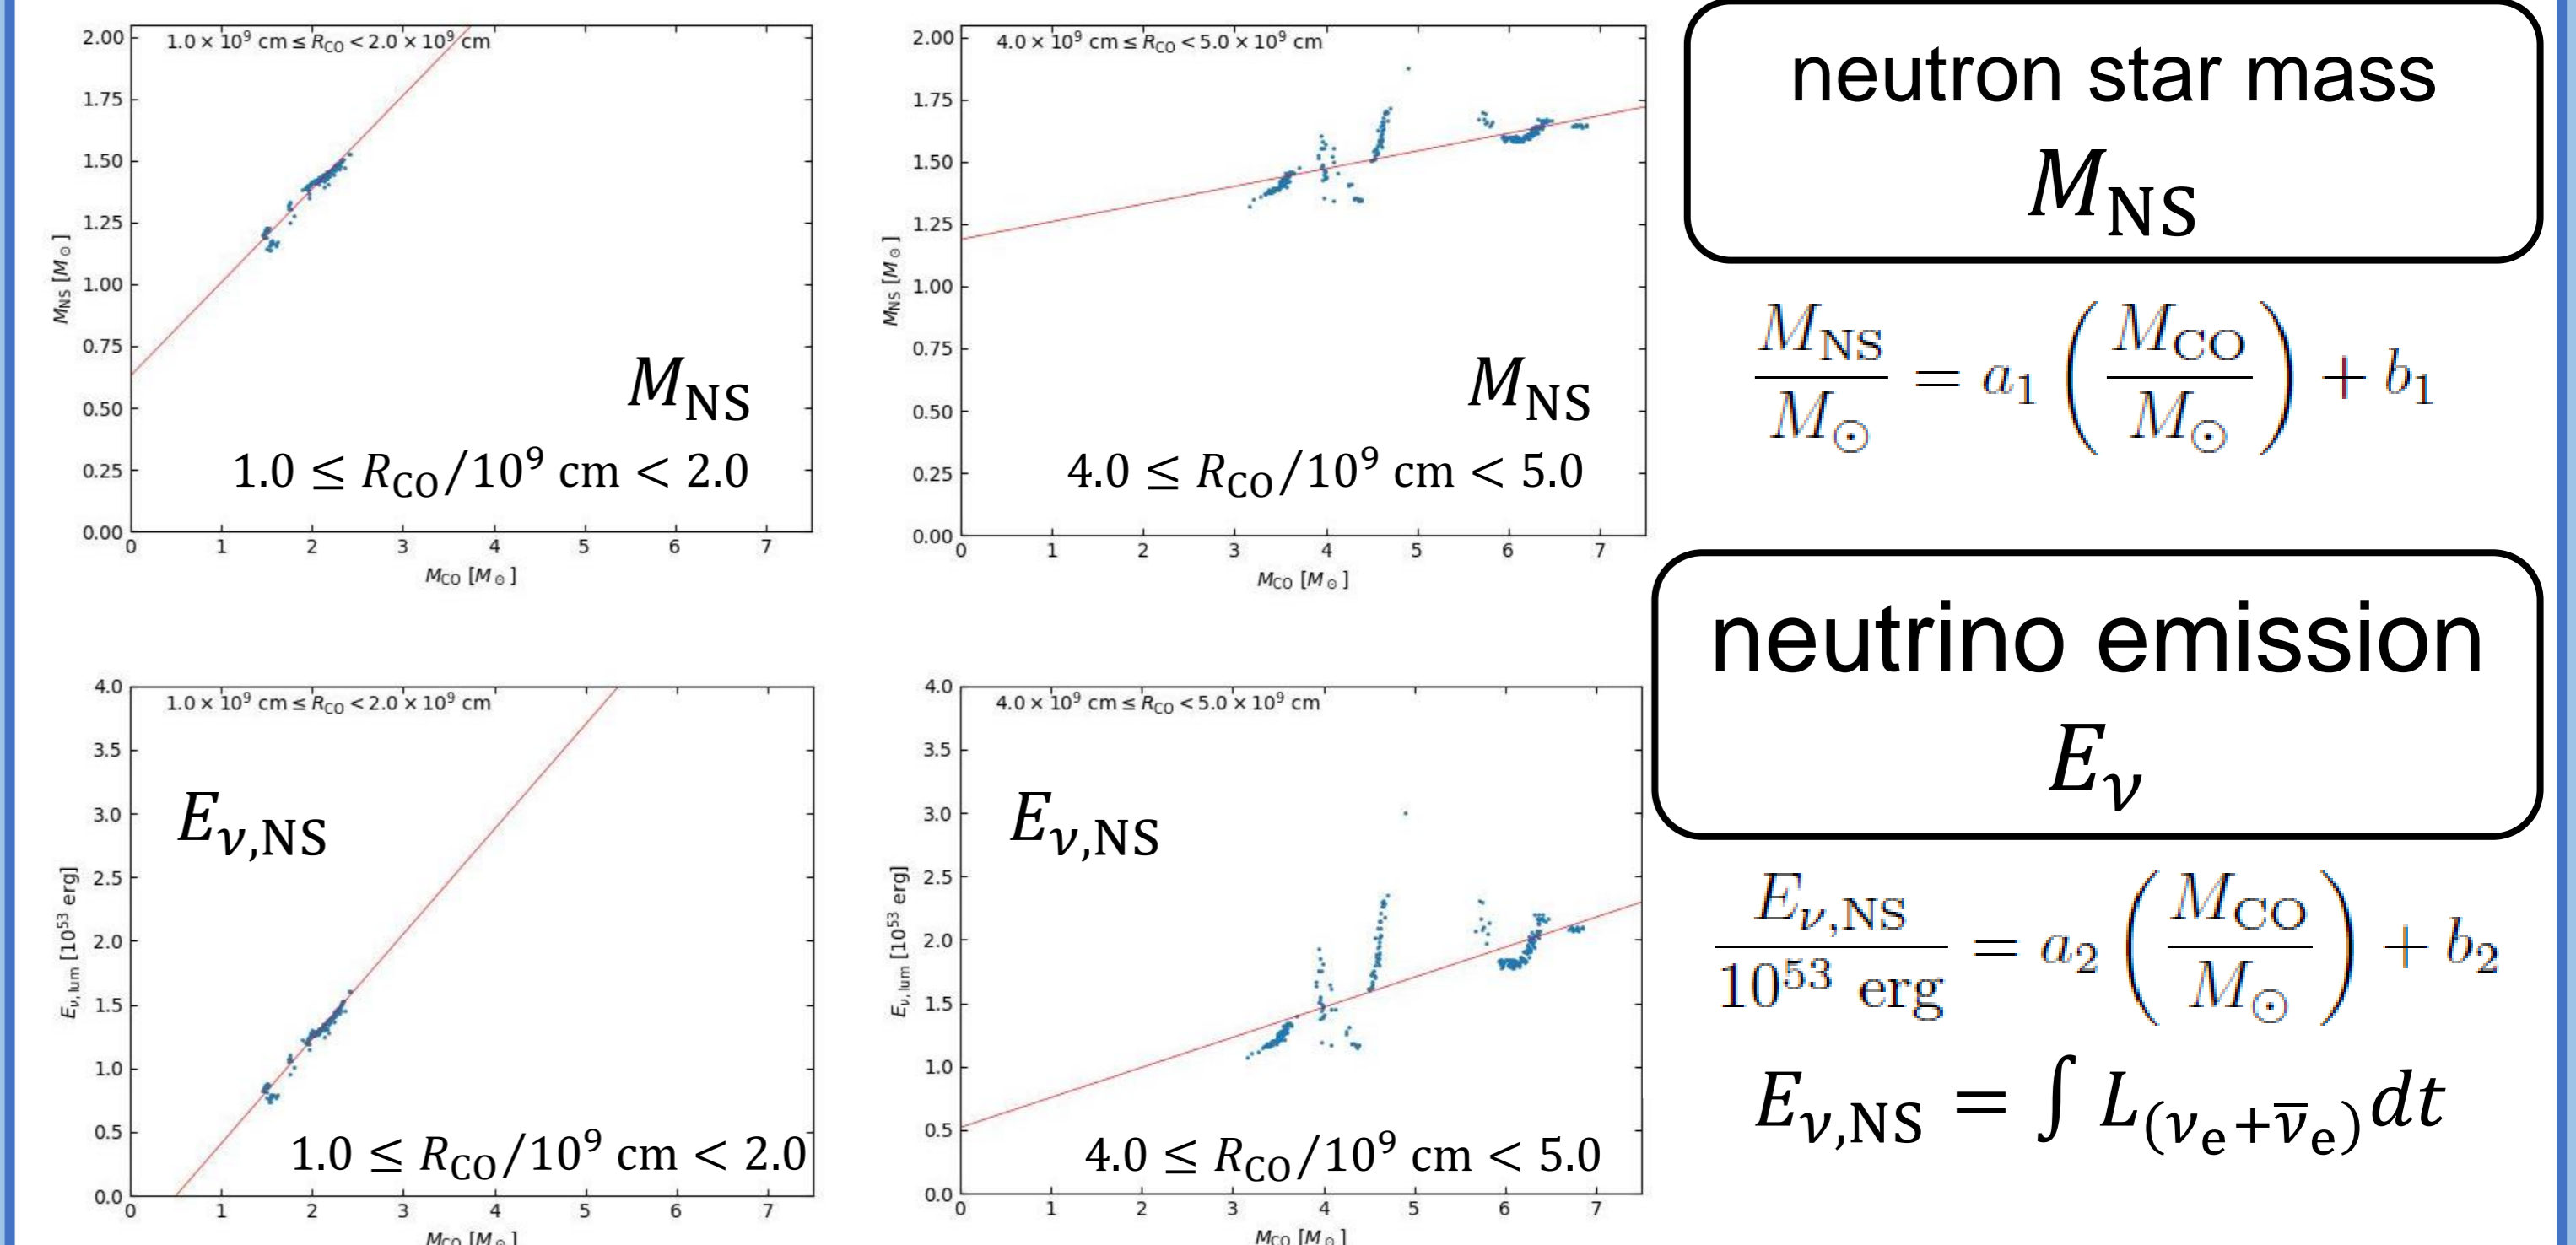 1.0 × 10⁹ cm ≤ R_CO < 2.0 × 10⁹ cm
2.00
1.75
1.50
1.25
1.00
0.75
0.50
0.25
0.00
M_NS [M_⊙]
0 1 2 3 4 5 6 7
M_CO [M_⊙]
M_NS
1.0 ≤ R_CO/10⁹ cm < 2.0
4.0 × 10⁹ cm ≤ R_CO < 5.0 × 10⁹ cm
2.00
1.75
1.50
1.25
1.00
0.75
0.50
0.25
0.00
M_NS [M_⊙]
0 1 2 3 4 5 6 7
M_CO [M_⊙]
M_NS
4.0 ≤ R_CO/10⁹ cm < 5.0
neutron star mass
M_NS
M_NS/M_⊙ = a₁ (M_CO/M_⊙) + b₁
1.0 × 10⁹ cm ≤ R_CO < 2.0 × 10⁹ cm
4.0
3.5
3.0
2.5
2.0
1.5
1.0
0.5
0.0
E_ν,lum [10⁵³ erg]
0 1 2 3 4 5 6 7
M_CO [M_⊙]
E_ν,NS
1.0 ≤ R_CO/10⁹ cm < 2.0
4.0 × 10⁹ cm ≤ R_CO < 5.0 × 10⁹ cm
4.0
3.5
3.0
2.5
2.0
1.5
1.0
0.5
0.0
E_ν,lum [10⁵³ erg]
0 1 2 3 4 5 6 7
M_CO [M_⊙]
E_ν,NS
4.0 ≤ R_CO/10⁹ cm < 5.0
neutrino emission
E_ν
E_ν,NS/10⁵³ erg = a₂ (M_CO/M_⊙) + b₂
E_ν,NS = ∫ L_(ν_e+ν̄_e) dt